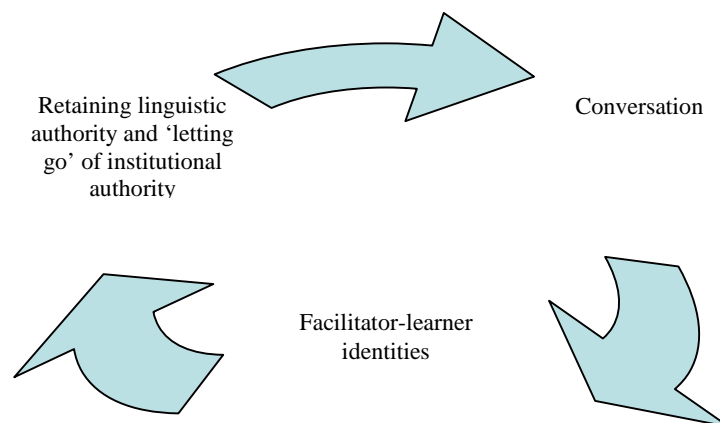 Retaining linguistic
authority and ‘letting
go’ of institutional
authority
Conversation
Facilitator-learner
identities